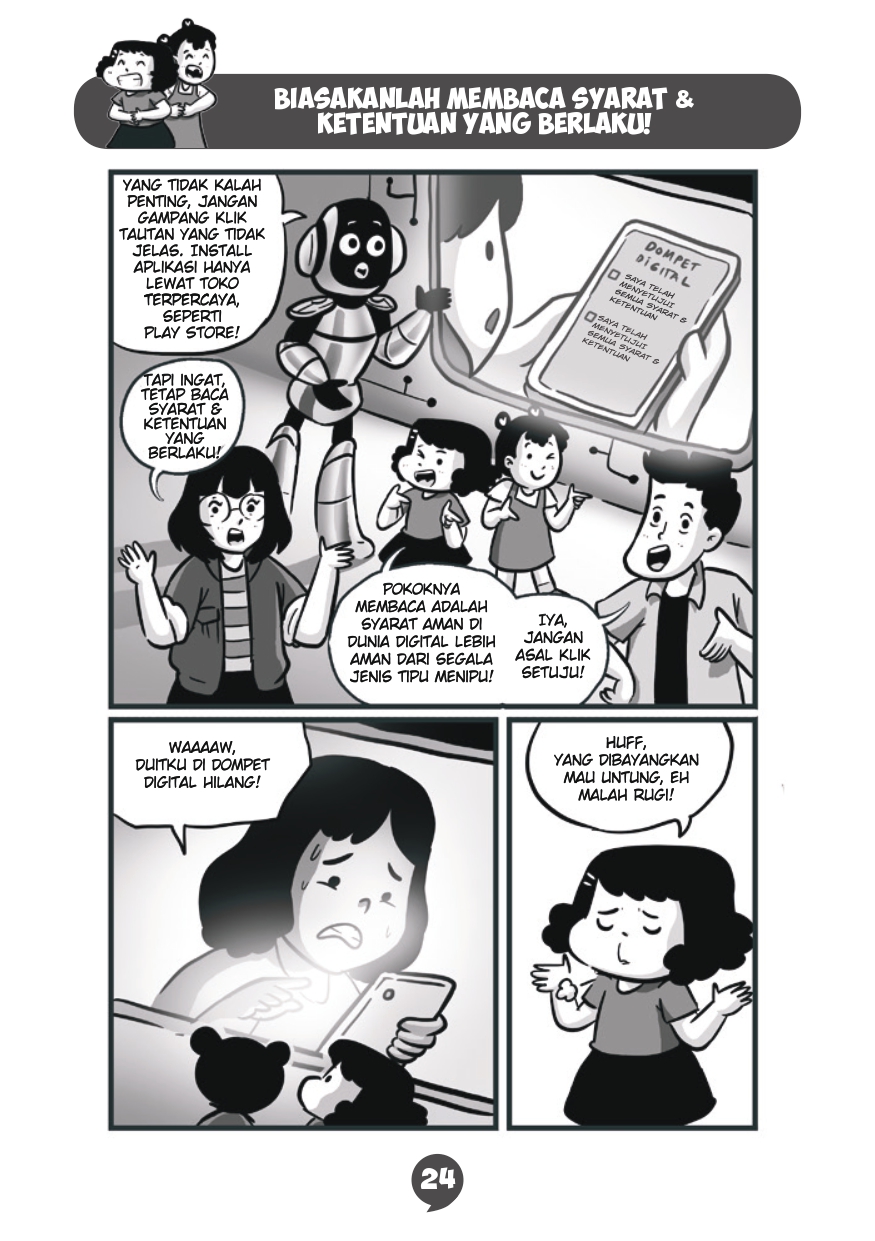 BIASAKANLAH MEMBACA SYARAT &
KETENTUAN YANG BERLAKU!
YANG TIDAK KALAH
PENTING, JANGAN
GAMPANG KLIK
TAUTAN YANG TIDAK
JELAS. INSTALL
APLIKASI HANYA
LEWAT TOKO
TERPERCAYA,
SEPERTI
PLAY STORE!
DOMPET
DIGITAL
SAYA TELAH
MENYETUJUI
SEMUA SYARAT &
KETENTUAN
SAYA TELAH
MENYETUJUI
SEMUA SYARAT &
KETENTUAN
TAPI INGAT,
TETAP BACA
SYARAT &
KETENTUAN
YANG
BERLAKU!
POKOKNYA
MEMBACA ADALAH
SYARAT AMAN DI
DUNIA DIGITAL LEBIH
AMAN DARI SEGALA
JENIS TIPU MENIPU!
IYA,
JANGAN
ASAL KLIK
SETUJU!
WAAAAW,
DUITKU DI DOMPET
DIGITAL HILANG!
HUFF,
YANG DIBAYANGKAN
MAU UNTUNG, EH
MALAH RUGI!
24